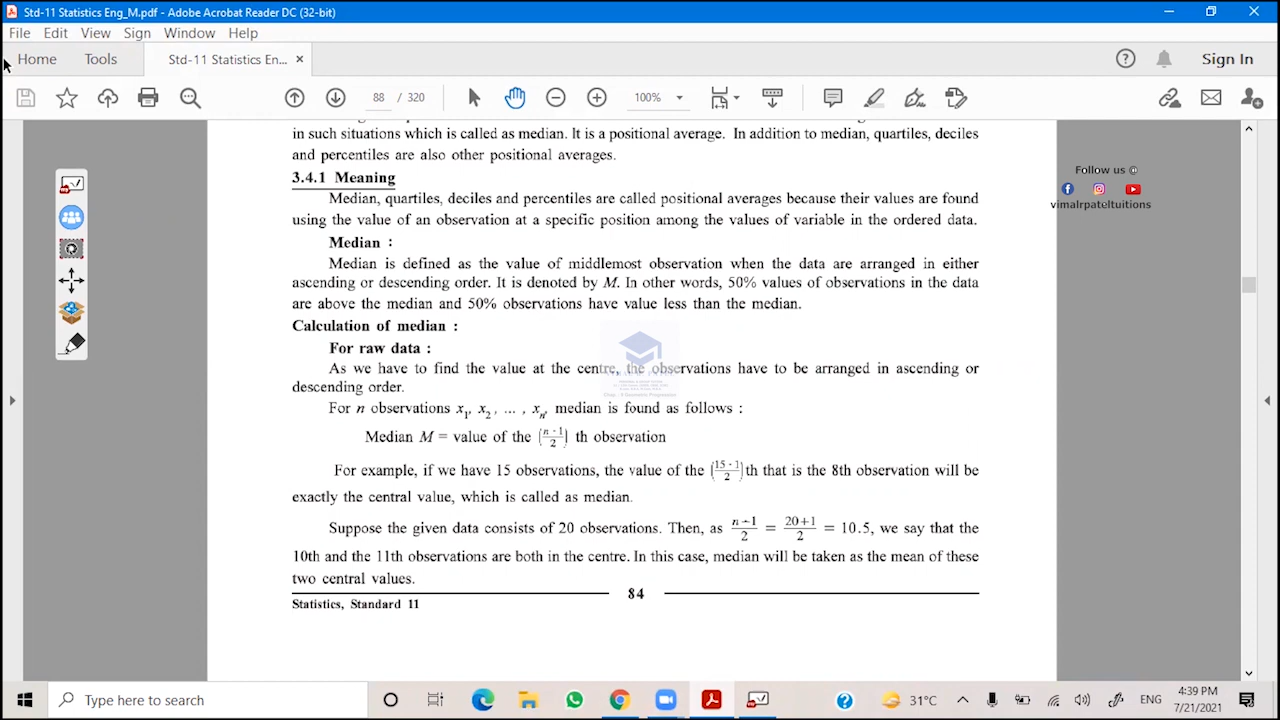 Std-11 Statistics Eng_M.pdf - Adobe Acrobat Reader DC (32-bit)
File Edit View Sign Window Help
Home Tools Std-11 Statistics En... × Sign In
88 / 320 100%
in such situations which is called as median. It is a positional average. In addition to median, quartiles, deciles
and percentiles are also other positional averages.
3.4.1 Meaning
Median, quartiles, deciles and percentiles are called positional averages because their values are found
using the value of an observation at a specific position among the values of variable in the ordered data.
Median :
Median is defined as the value of middlemost observation when the data are arranged in either
ascending or descending order. It is denoted by M. In other words, 50% values of observations in the data
are above the median and 50% observations have value less than the median.
Calculation of median :
For raw data :
As we have to find the value at the centre, the observations have to be arranged in ascending or
descending order.
For n observations x₁, x₂, ... , xₙ, median is found as follows :
Median M = value of the (n - 1 / 2) th observation
For example, if we have 15 observations, the value of the (15 - 1 / 2)th that is the 8th observation will be
exactly the central value, which is called as median.
Suppose the given data consists of 20 observations. Then, as n+1 / 2 = 20+1 / 2 = 10.5, we say that the
10th and the 11th observations are both in the centre. In this case, median will be taken as the mean of these
two central values.
84
Statistics, Standard 11
Follow us @
vimalrpateltuitions
Type here to search
31°C
ENG
4:39 PM
7/21/2021